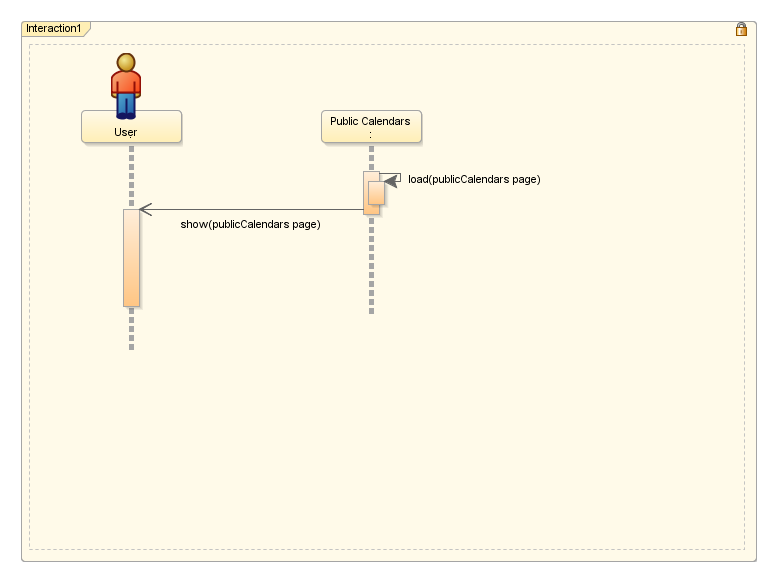 Interaction1
User
Public Calendars
:
load(publicCalendars page)
show(publicCalendars page)